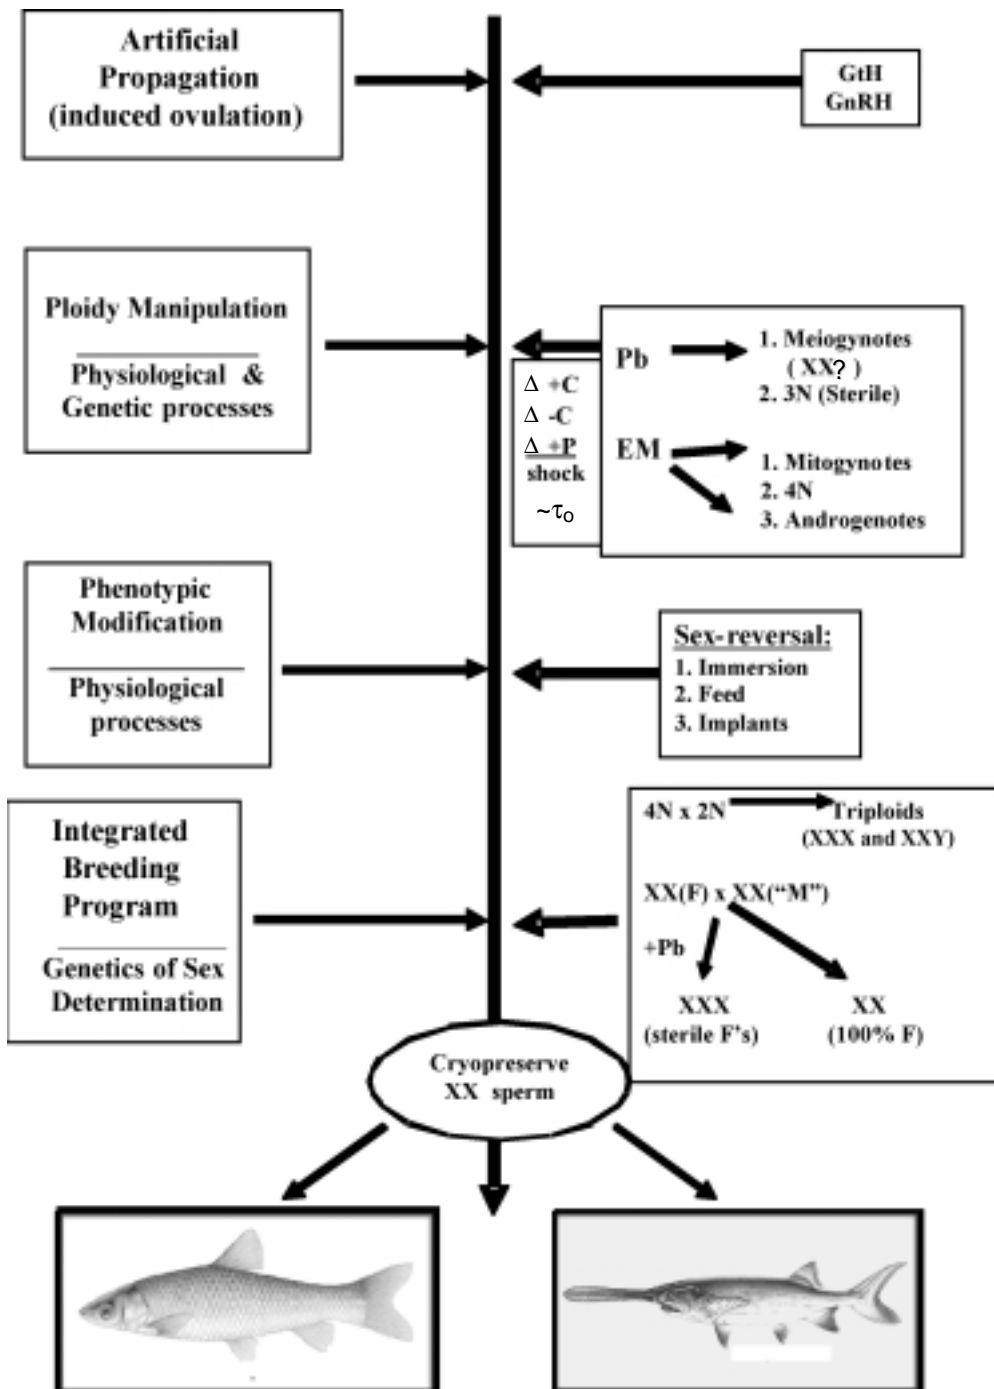 Artificial
Propagation
(induced ovulation)
GtH
GnRH
Ploidy Manipulation
Physiological &
Genetic processes
Δ +C
Δ -C
Δ +P
shock
~τo
Pb
1. Meiogynotes
( XX? )
2. 3N (Sterile)
EM
1. Mitogynotes
2. 4N
3. Androgenotes
Phenotypic
Modification
Physiological
processes
Sex-reversal:
1. Immersion
2. Feed
3. Implants
Integrated
Breeding
Program
Genetics of Sex
Determination
4N x 2N
Triploids
(XXX and XXY)
XX(F) x XX(“M”)
+Pb
XXX
(sterile F's)
XX
(100% F)
Cryopreserve
XX sperm